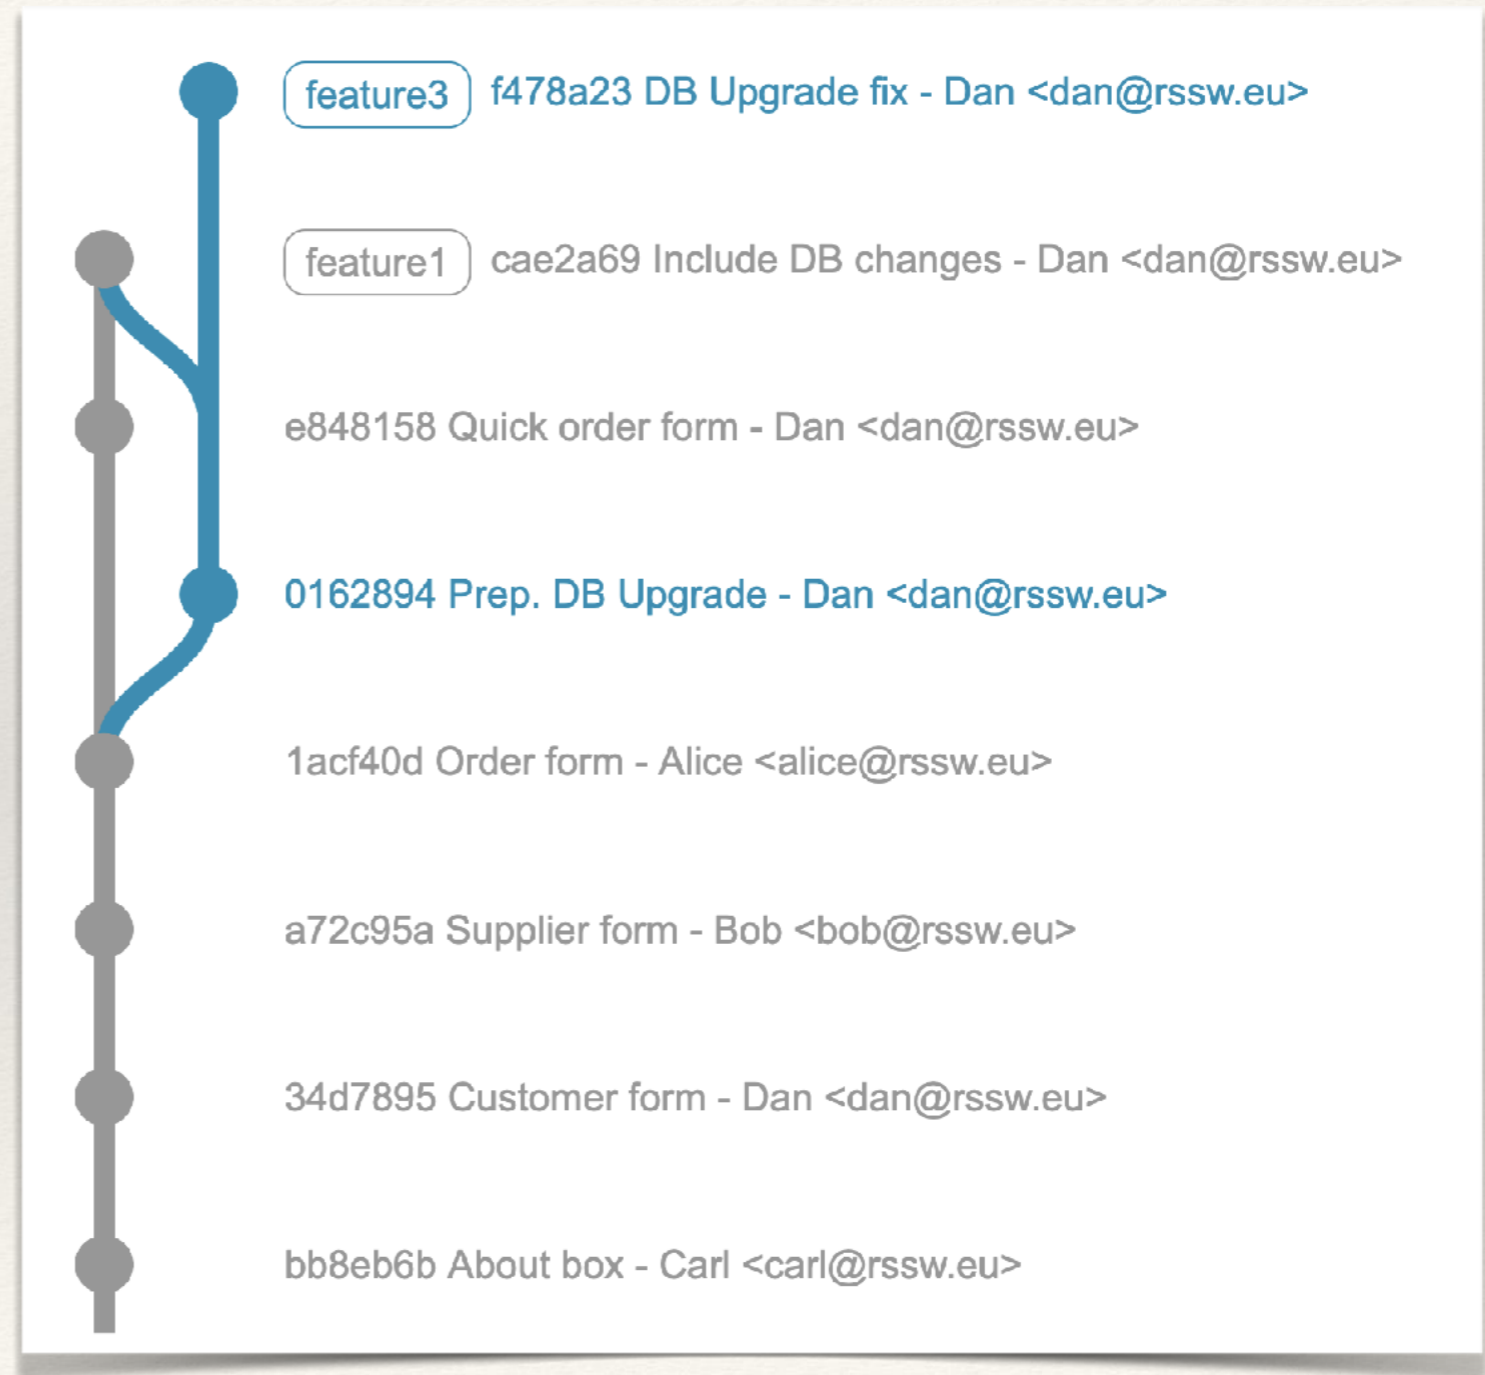 feature3 f478a23 DB Upgrade fix - Dan <dan@rssw.eu>
feature1 cae2a69 Include DB changes - Dan <dan@rssw.eu>
e848158 Quick order form - Dan <dan@rssw.eu>
0162894 Prep. DB Upgrade - Dan <dan@rssw.eu>
1acf40d Order form - Alice <alice@rssw.eu>
a72c95a Supplier form - Bob <bob@rssw.eu>
34d7895 Customer form - Dan <dan@rssw.eu>
bb8eb6b About box - Carl <carl@rssw.eu>